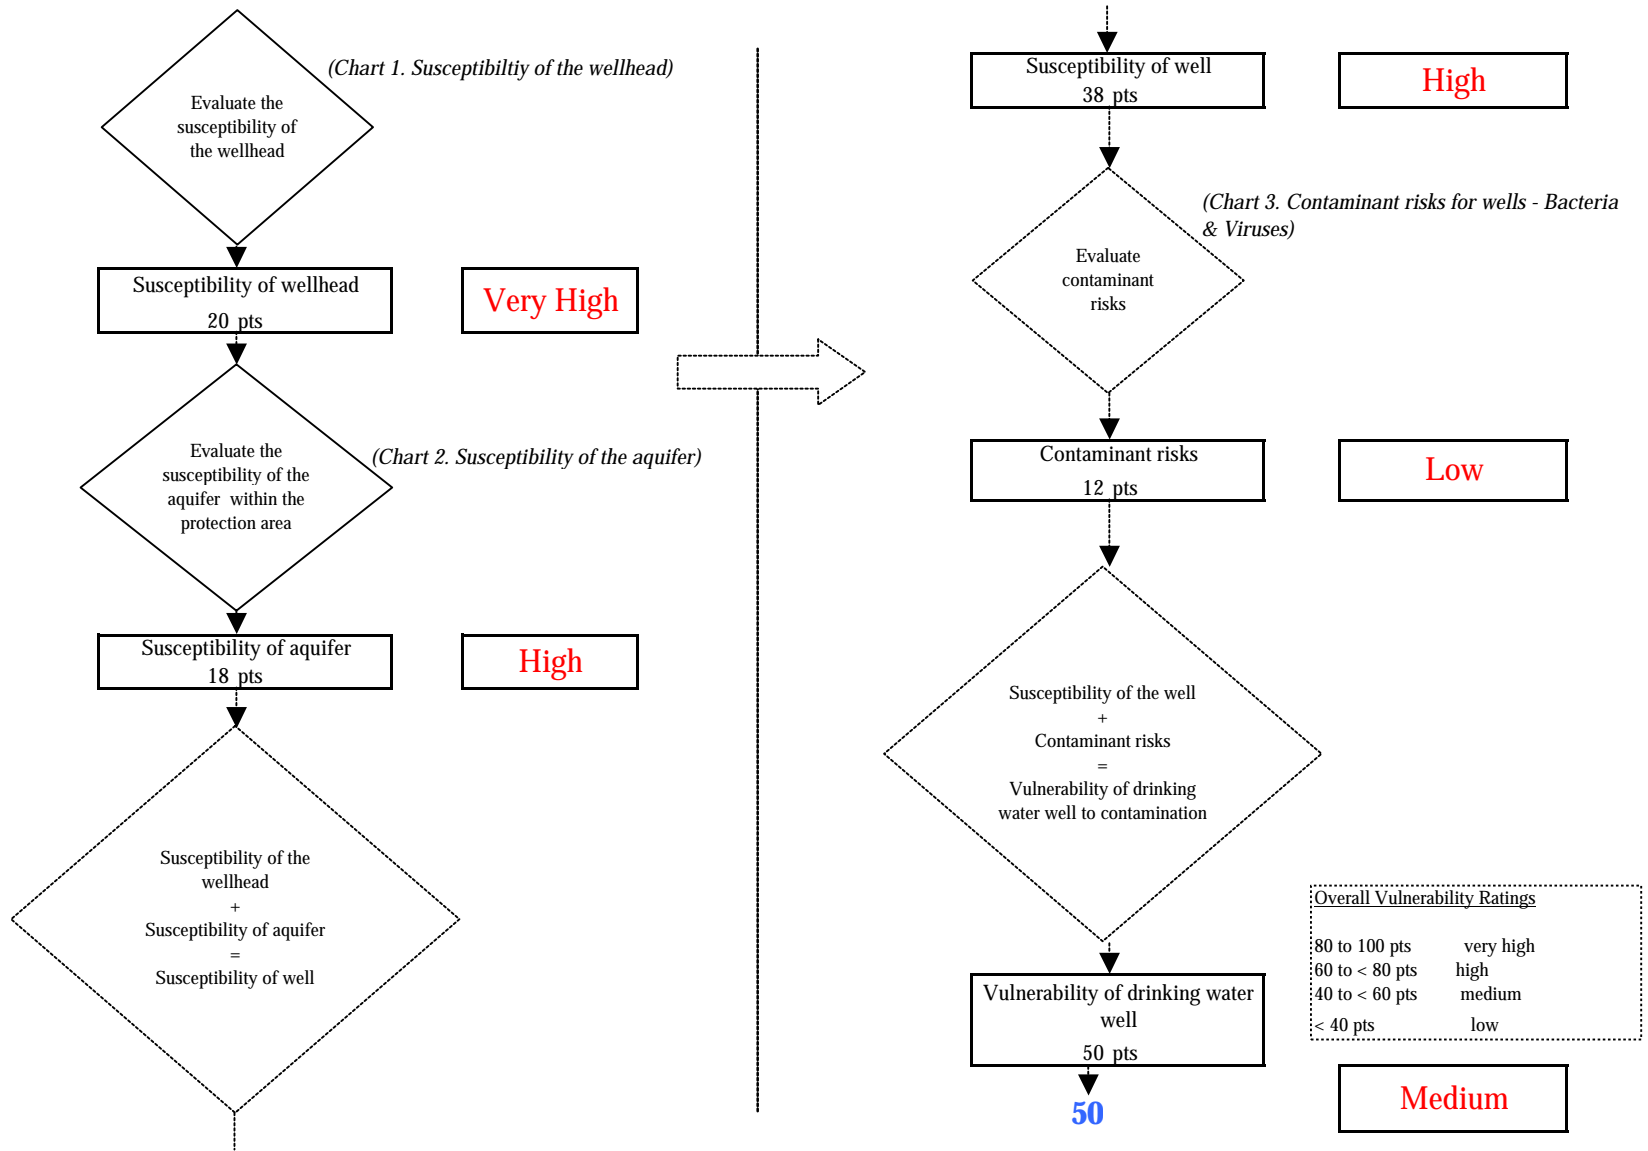 (Chart 1. Susceptibiltiy of the wellhead)
Evaluate the
susceptibility of
the wellhead
Susceptibility of wellhead
20 pts
Very High
Evaluate the
susceptibility of the
aquifer within the
protection area
(Chart 2. Susceptibility of the aquifer)
Susceptibility of aquifer
18 pts
High
Susceptibility of the
wellhead
+
Susceptibility of aquifer
=
Susceptibility of well
Susceptibility of well
38 pts
High
(Chart 3. Contaminant risks for wells - Bacteria
& Viruses)
Evaluate
contaminant
risks
Contaminant risks
12 pts
Low
Susceptibility of the well
+
Contaminant risks
=
Vulnerability of drinking
water well to contamination
Overall Vulnerability Ratings
80 to 100 pts very high
60 to < 80 pts high
40 to < 60 pts medium
< 40 pts low
Vulnerability of drinking water
well
50 pts
50
Medium